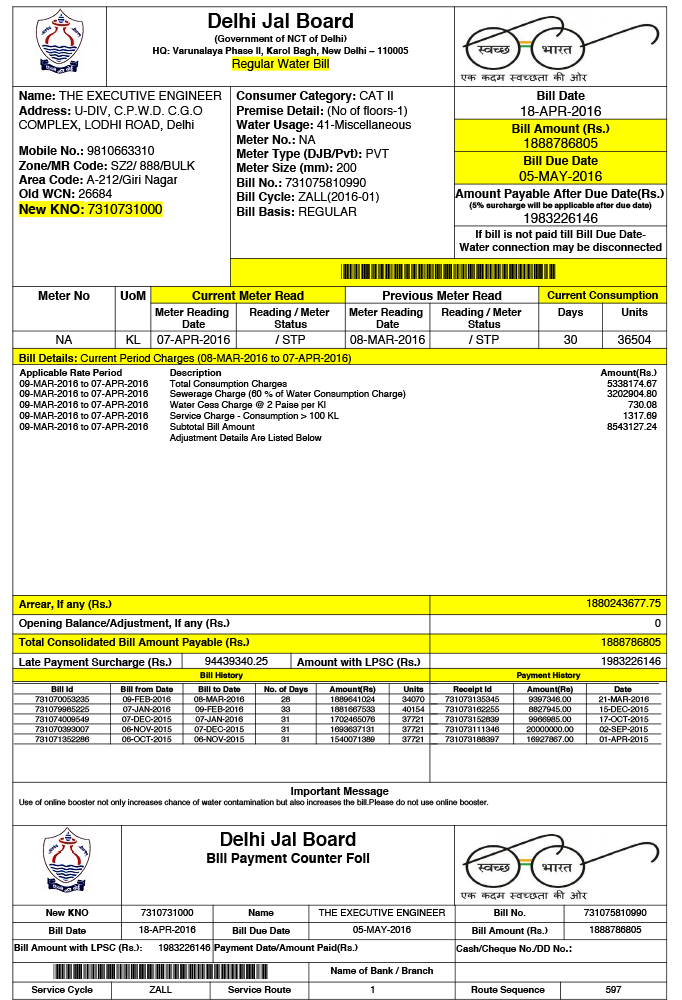 Delhi Jal Board
(Government of NCT of Delhi)
HQ: Varunalaya Phase II, Karol Bagh, New Delhi – 110005
Regular Water Bill
स्वच्छ भारत
एक कदम स्वच्छता की ओर
Name: THE EXECUTIVE ENGINEER
Address: U-DIV, C.P.W.D. C.G.O
COMPLEX, LODHI ROAD, Delhi
Mobile No.: 9810663310
Zone/MR Code: SZ2/ 888/BULK
Area Code: A-212/Giri Nagar
Old WCN: 26684
New KNO: 7310731000
Consumer Category: CAT II
Premise Detail: (No of floors-1)
Water Usage: 41-Miscellaneous
Meter No.: NA
Meter Type (DJB/Pvt): PVT
Meter Size (mm): 200
Bill No.: 731075810990
Bill Cycle: ZALL(2016-01)
Bill Basis: REGULAR
Bill Date
18-APR-2016
Bill Amount (Rs.)
1888786805
Bill Due Date
05-MAY-2016
Amount Payable After Due Date(Rs.)
(5% surcharge will be applicable after due date)
1983226146
If bill is not paid till Bill Due Date-
Water connection may be disconnected
Meter No UoM Current Meter Read Previous Meter Read Current Consumption
Meter Reading Date Reading / Meter Status Meter Reading Date Reading / Meter Status Days Units
NA KL 07-APR-2016 / STP 08-MAR-2016 / STP 30 36504
Bill Details: Current Period Charges (08-MAR-2016 to 07-APR-2016)
Applicable Rate Period Description Amount(Rs.)
09-MAR-2016 to 07-APR-2016 Total Consumption Charges 5338174.67
09-MAR-2016 to 07-APR-2016 Sewerage Charge (60 % of Water Consumption Charge) 3202904.80
09-MAR-2016 to 07-APR-2016 Water Cess Charge @ 2 Paise per Kl 730.08
09-MAR-2016 to 07-APR-2016 Service Charge - Consumption > 100 KL 1317.69
09-MAR-2016 to 07-APR-2016 Subtotal Bill Amount 8543127.24
Adjustment Details Are Listed Below
Arrear, If any (Rs.) 1880243677.75
Opening Balance/Adjustment, If any (Rs.) 0
Total Consolidated Bill Amount Payable (Rs.) 1888786805
Late Payment Surcharge (Rs.) 94439340.25 Amount with LPSC (Rs.) 1983226146
Bill History Payment History
Bill Id Bill from Date Bill to Date No. of Days Amount(Rs) Units Receipt Id Amount(Rs) Date
731070053235 09-FEB-2016 08-MAR-2016 28 1889641024 34070 731073135345 9397346.00 21-MAR-2016
731079985225 07-JAN-2016 09-FEB-2016 33 1881667533 40154 731073162255 8827945.00 15-DEC-2015
731074009549 07-DEC-2015 07-JAN-2016 31 1702465076 37721 731073152839 9966985.00 17-OCT-2015
731070393007 06-NOV-2015 07-DEC-2015 31 1693637131 37721 731073111346 20000000.00 02-SEP-2015
731071352286 06-OCT-2015 06-NOV-2015 31 1540071389 37721 731073188397 16927867.00 01-APR-2015
Important Message
Use of online booster not only increases chance of water contamination but also increases the bill.Please do not use online booster.
Delhi Jal Board
Bill Payment Counter Foil
स्वच्छ भारत
एक कदम स्वच्छता की ओर
New KNO 7310731000 Name THE EXECUTIVE ENGINEER Bill No. 731075810990
Bill Date 18-APR-2016 Bill Due Date 05-MAY-2016 Bill Amount (Rs.) 1888786805
Bill Amount with LPSC (Rs.): 1983226146 Payment Date/Amount Paid(Rs.) Cash/Cheque No./DD No.:
Name of Bank / Branch
Service Cycle ZALL Service Route 1 Route Sequence 597